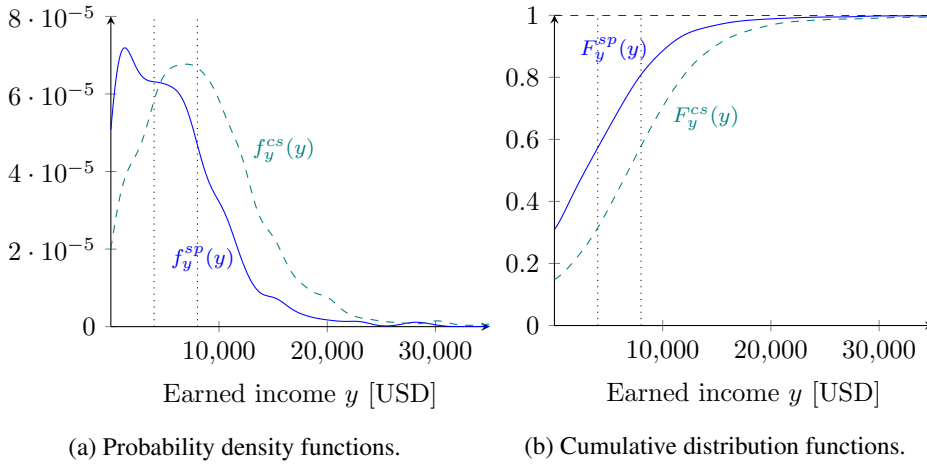 8 · 10⁻⁵
6 · 10⁻⁵
4 · 10⁻⁵
2 · 10⁻⁵
0
10,000 20,000 30,000
f_y^{cs}(y)
f_y^{sp}(y)
Earned income y [USD]
(a) Probability density functions.
1
0.8
0.6
0.4
0.2
0
10,000 20,000 30,000
F_y^{sp}(y)
F_y^{cs}(y)
Earned income y [USD]
(b) Cumulative distribution functions.